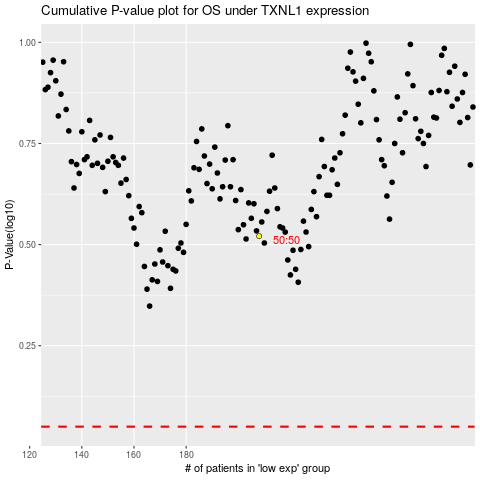 Cumulative P-value plot for OS under TXNL1 expression
1.00
0.75
0.50
0.25
P-Value(log10)
50:50
120 140 160 180
# of patients in 'low exp' group